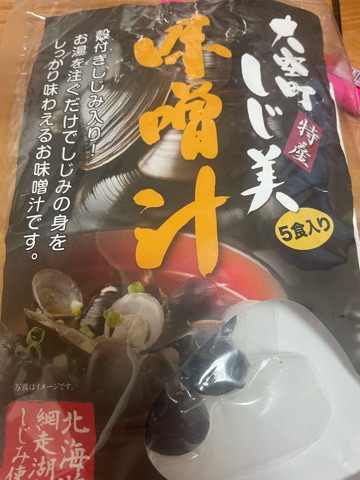 大空町
しじ美
特産
味噌汁
5食入り
殻付きしじみ入り!
お湯を注ぐだけでしじみの身を
しっかり味わえるお味噌汁です。
写真はイメージです。
北海道
網走湖
しじみ使